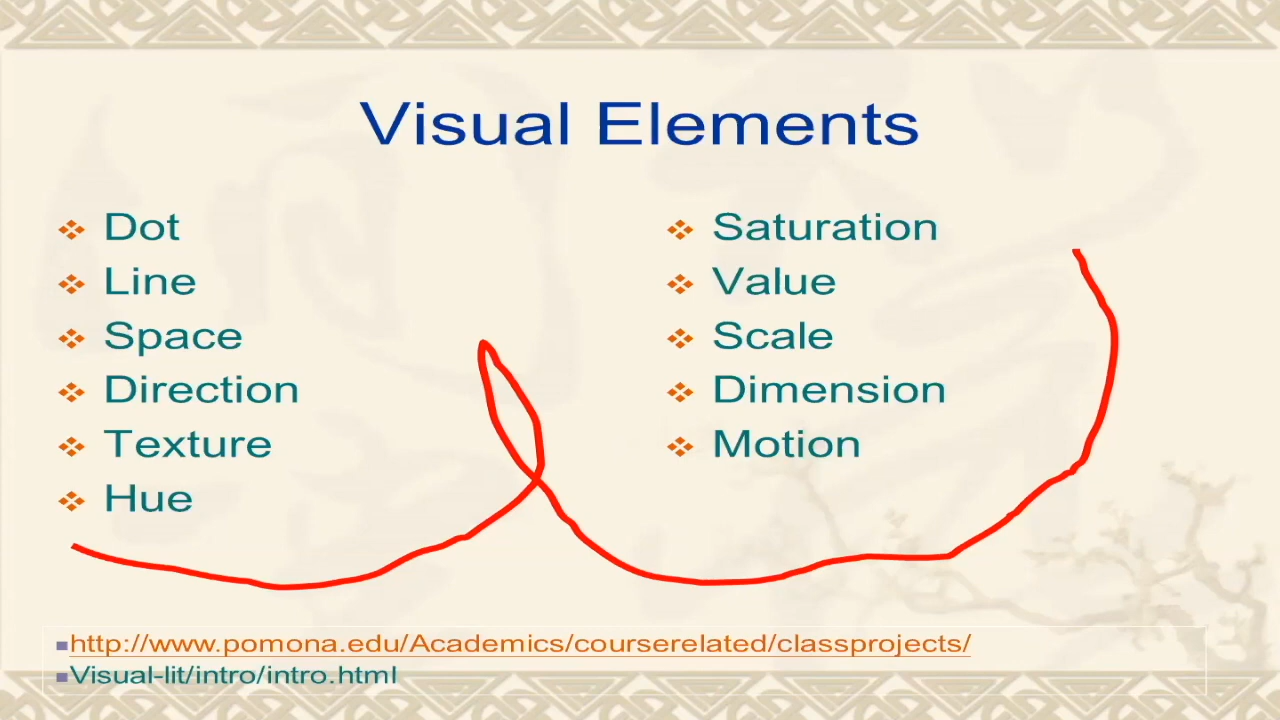 Visual Elements
Dot
Line
Space
Direction
Texture
Hue
Saturation
Value
Scale
Dimension
Motion
http://www.pomona.edu/Academics/courserelated/classprojects/
Visual-lit/intro/intro.html